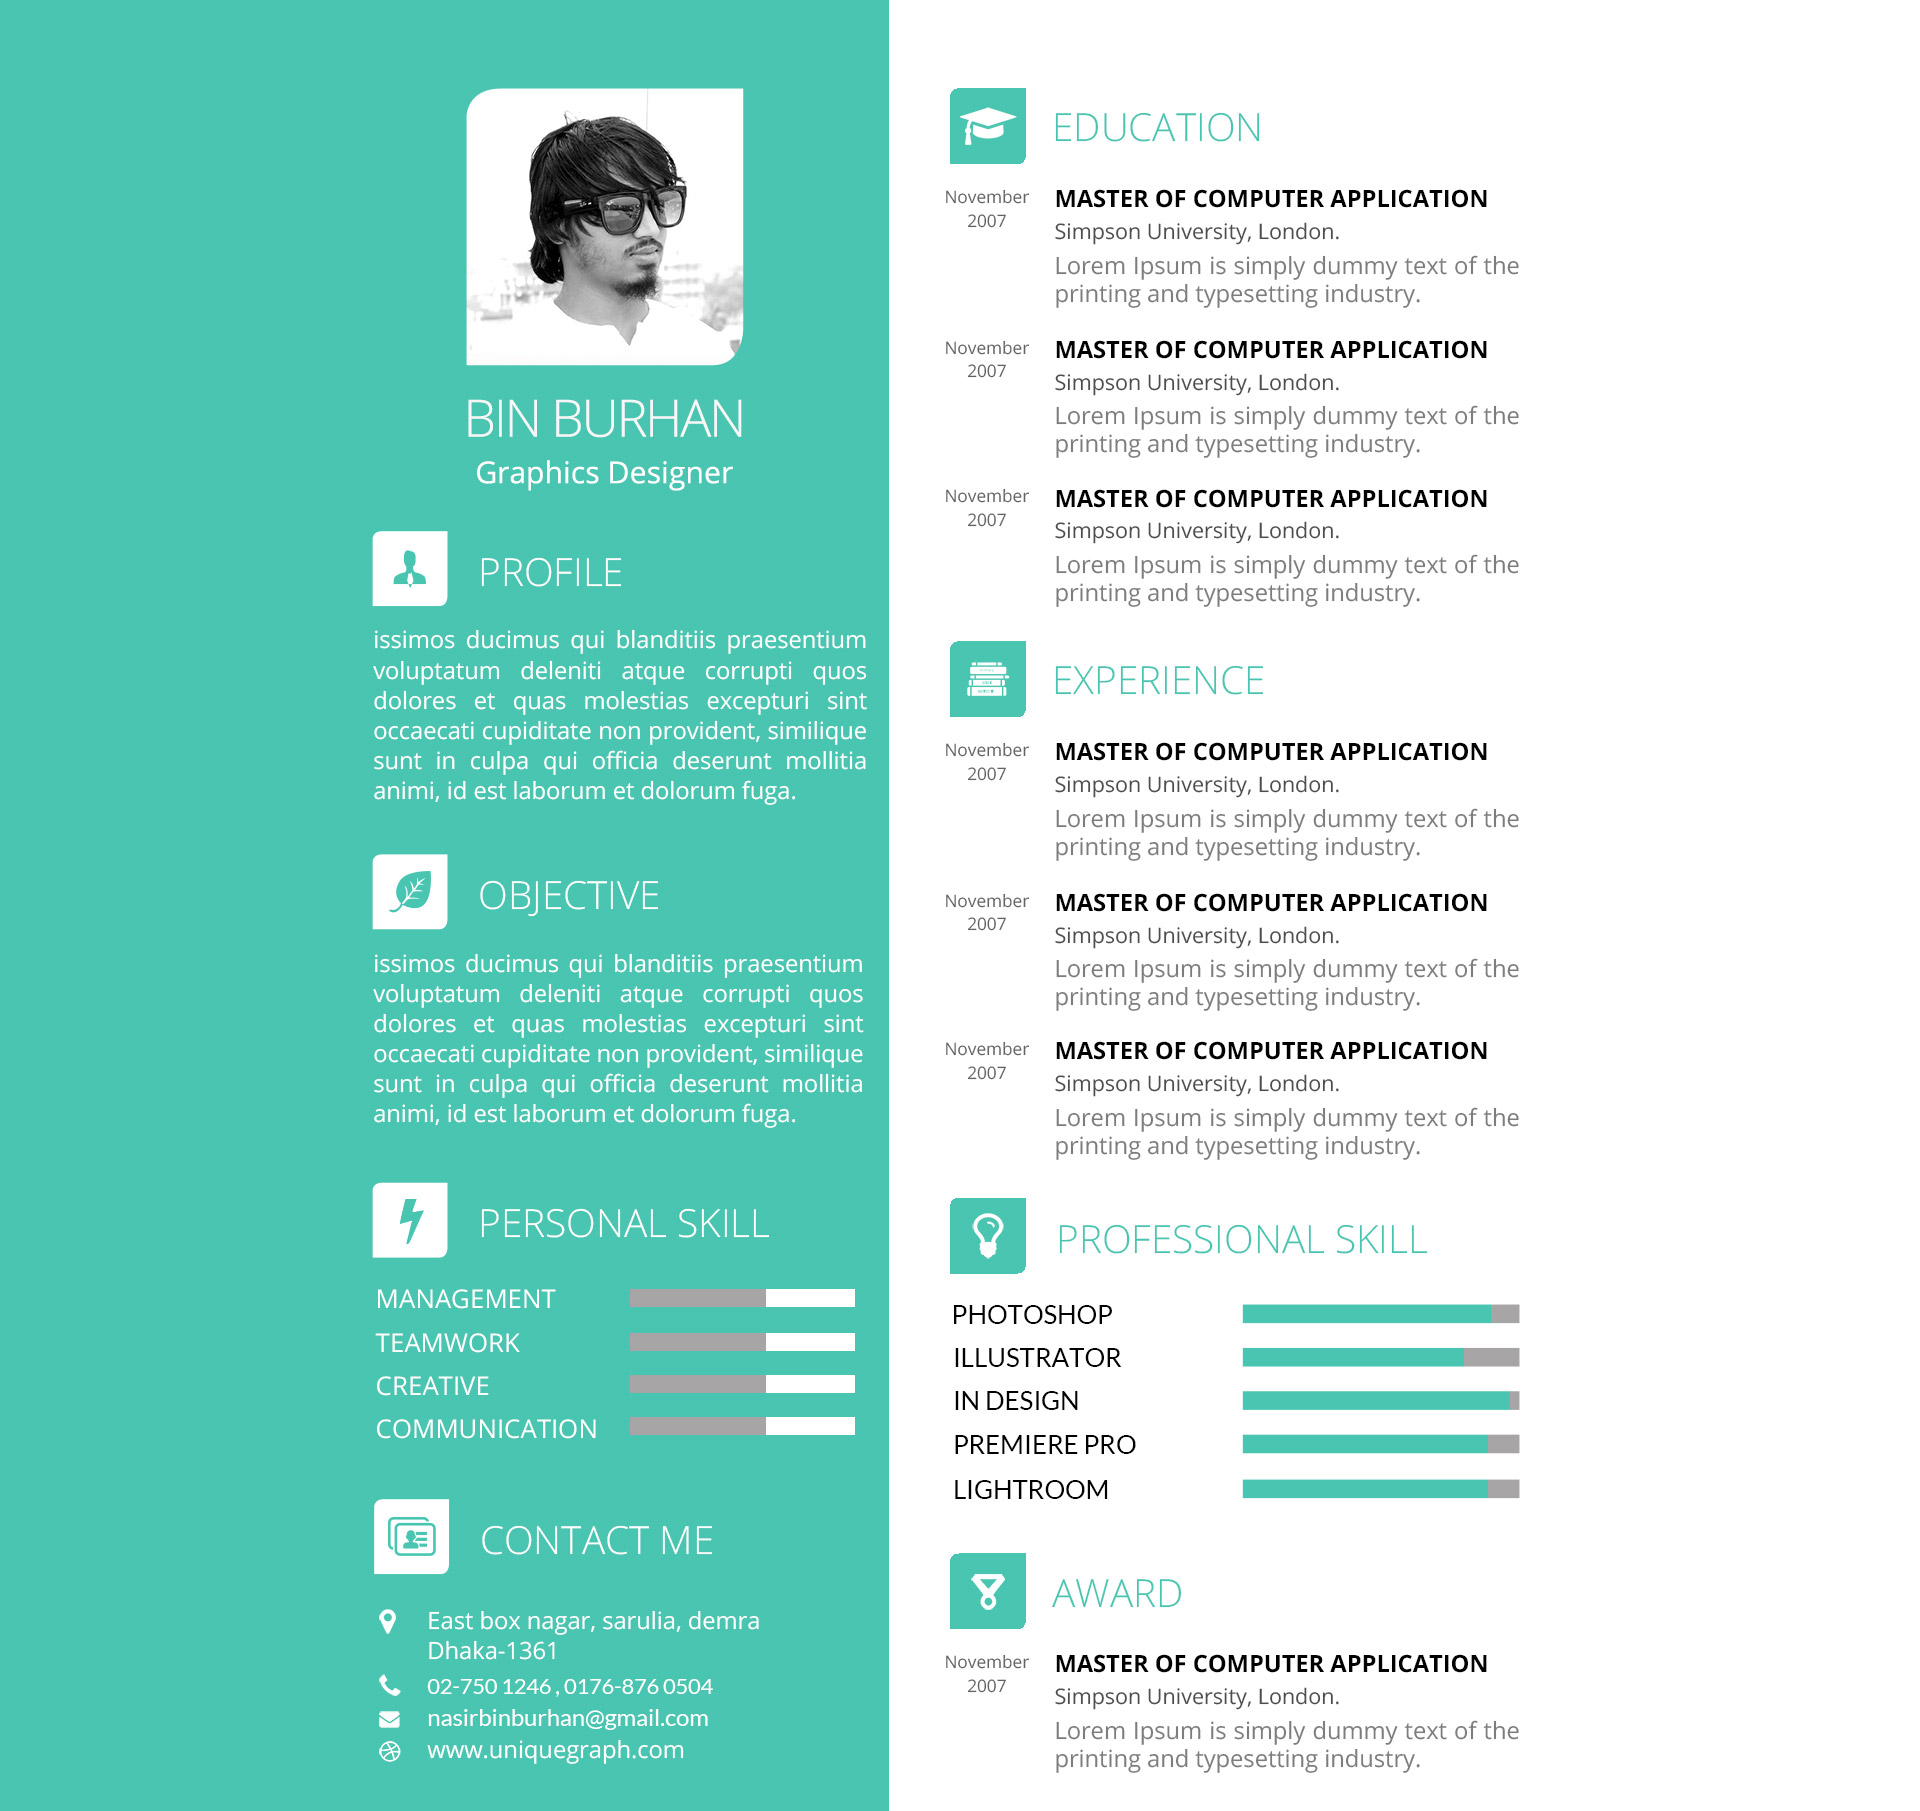 BIN BURHAN
Graphics Designer
PROFILE
issimos ducimus qui blanditiis praesentium
voluptatum deleniti atque corrupti quos
dolores et quas molestias excepturi sint
occaecati cupiditate non provident, similique
sunt in culpa qui officia deserunt mollitia
animi, id est laborum et dolorum fuga.
OBJECTIVE
issimos ducimus qui blanditiis praesentium
voluptatum deleniti atque corrupti quos
dolores et quas molestias excepturi sint
occaecati cupiditate non provident, similique
sunt in culpa qui officia deserunt mollitia
animi, id est laborum et dolorum fuga.
PERSONAL SKILL
MANAGEMENT
TEAMWORK
CREATIVE
COMMUNICATION
CONTACT ME
East box nagar, sarulia, demra
Dhaka-1361
02-750 1246 , 0176-876 0504
nasirbinburhan@gmail.com
www.uniquegraph.com
EDUCATION
November
2007
MASTER OF COMPUTER APPLICATION
Simpson University, London.
Lorem Ipsum is simply dummy text of the
printing and typesetting industry.
November
2007
MASTER OF COMPUTER APPLICATION
Simpson University, London.
Lorem Ipsum is simply dummy text of the
printing and typesetting industry.
November
2007
MASTER OF COMPUTER APPLICATION
Simpson University, London.
Lorem Ipsum is simply dummy text of the
printing and typesetting industry.
EXPERIENCE
November
2007
MASTER OF COMPUTER APPLICATION
Simpson University, London.
Lorem Ipsum is simply dummy text of the
printing and typesetting industry.
November
2007
MASTER OF COMPUTER APPLICATION
Simpson University, London.
Lorem Ipsum is simply dummy text of the
printing and typesetting industry.
November
2007
MASTER OF COMPUTER APPLICATION
Simpson University, London.
Lorem Ipsum is simply dummy text of the
printing and typesetting industry.
PROFESSIONAL SKILL
PHOTOSHOP
ILLUSTRATOR
IN DESIGN
PREMIERE PRO
LIGHTROOM
AWARD
November
2007
MASTER OF COMPUTER APPLICATION
Simpson University, London.
Lorem Ipsum is simply dummy text of the
printing and typesetting industry.